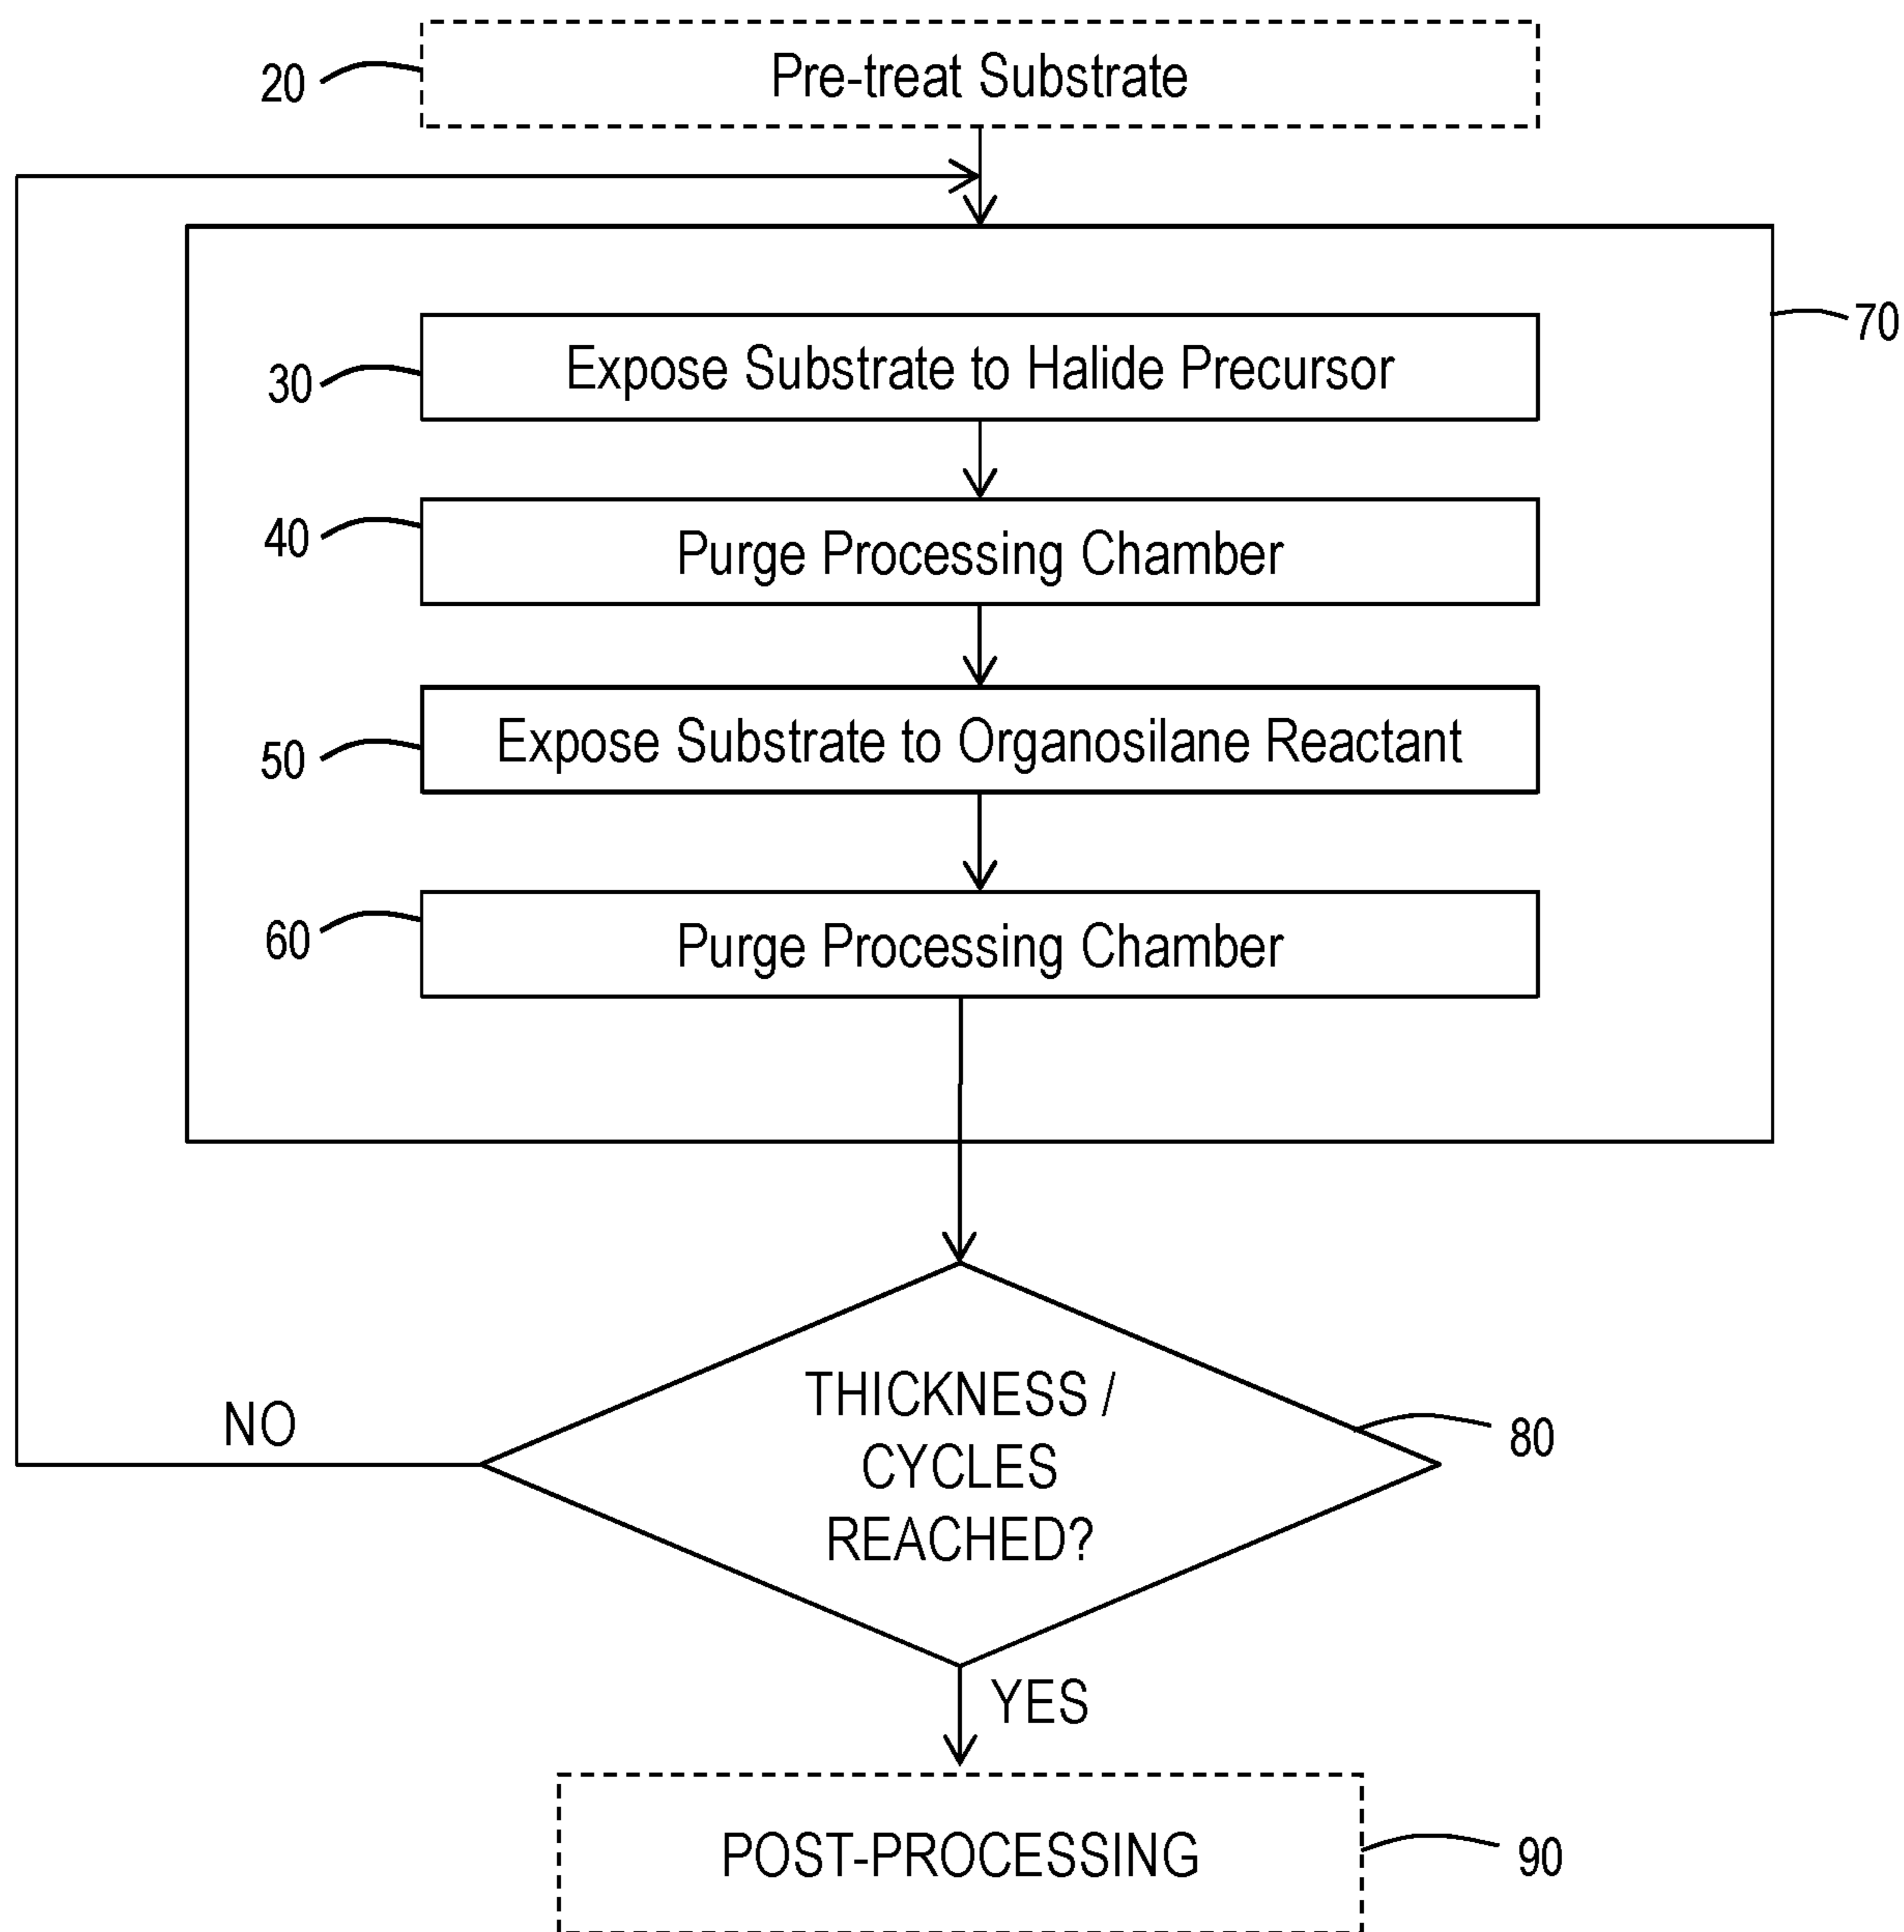 20
Pre-treat Substrate
70
30
Expose Substrate to Halide Precursor
40
Purge Processing Chamber
50
Expose Substrate to Organosilane Reactant
60
Purge Processing Chamber
THICKNESS /
CYCLES
REACHED?
80
NO
YES
POST-PROCESSING
90